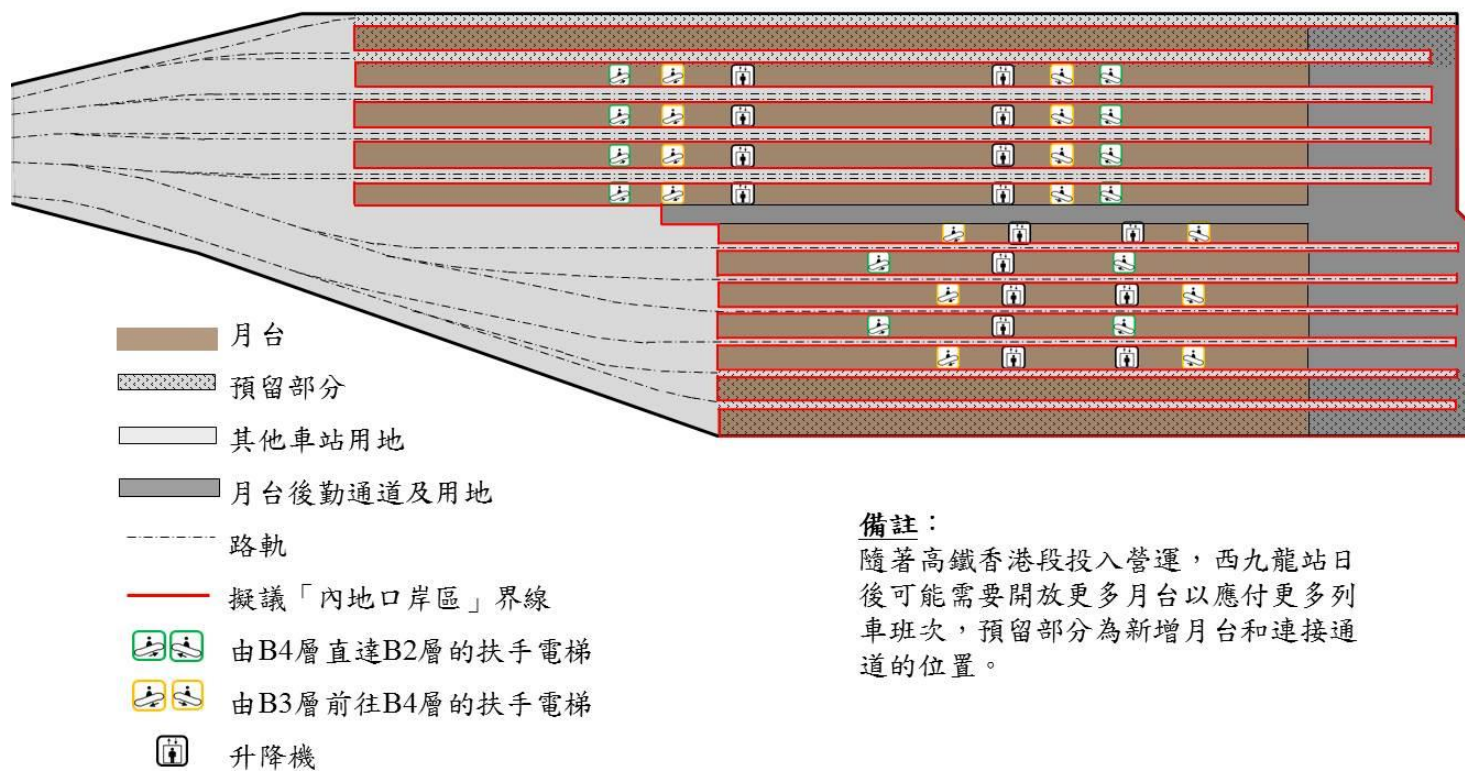 月台
預留部分
其他車站用地
月台後勤通道及用地
路軌
擬議「內地口岸區」界線
由B4層直達B2層的扶手電梯
由B3層前往B4層的扶手電梯
升降機
備註：
隨著高鐵香港段投入營運，西九龍站日
後可能需要開放更多月台以應付更多列
車班次，預留部分為新增月台和連接通
道的位置。